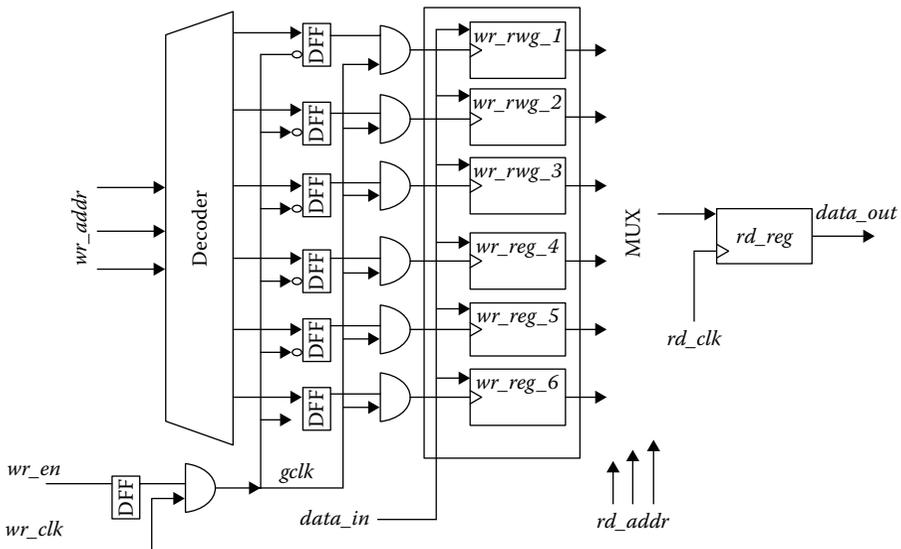 DFF
wr_rwg_1
DFF
wr_rwg_2
DFF
wr_rwg_3
wr_addr
Decoder
MUX
data_out
rd_reg
DFF
wr_reg_4
DFF
wr_reg_5
rd_clk
DFF
wr_reg_6
wr_en
gclk
DFF
data_in
rd_addr
wr_clk